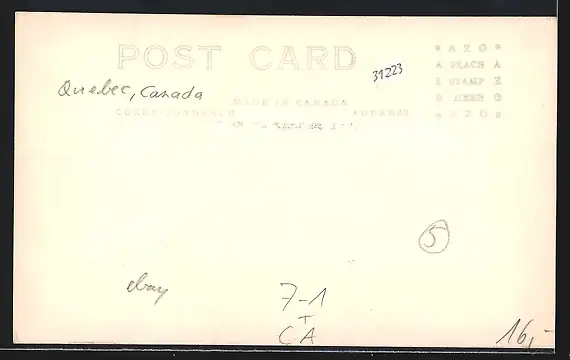 POST CARD
31223
AZO
A PLACE A
Z STAMP Z
O HERE O
AZO
Quebec, Canada
MADE IN CANADA
CORRESPONDENCE
ADDRESS
5
ebay
7-1
+
CA
16,-